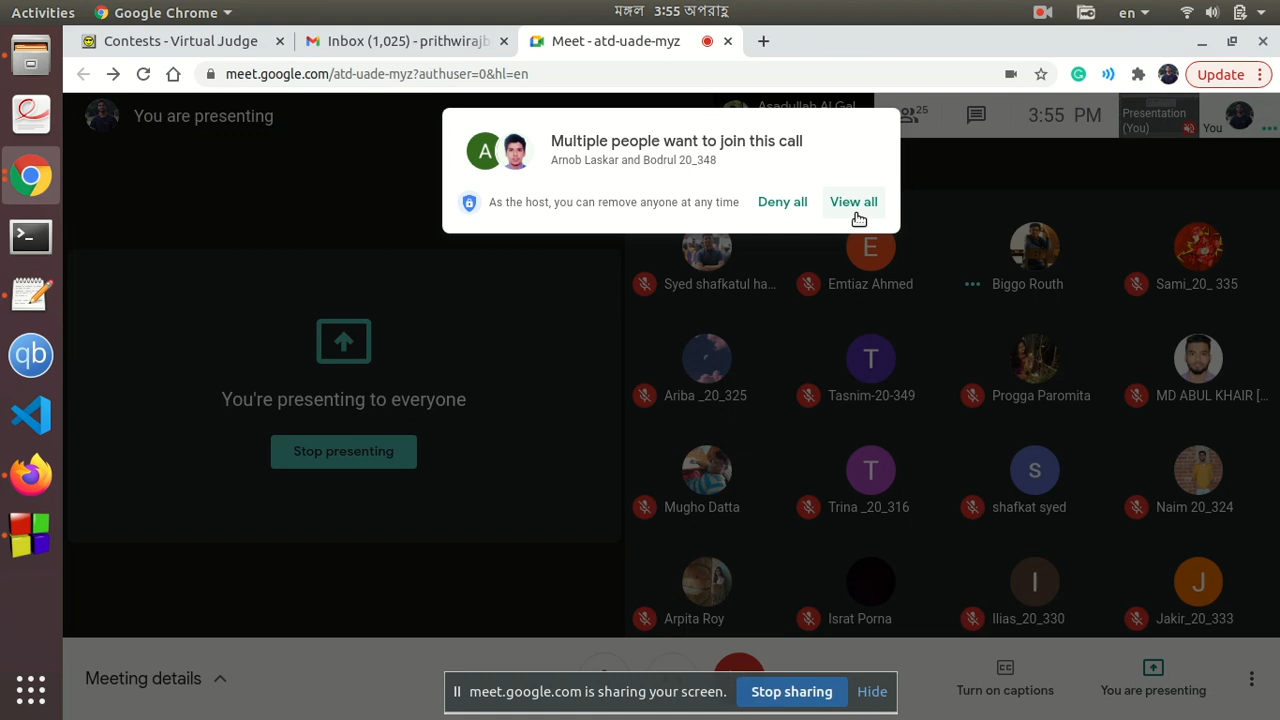 Activities
Google Chrome
মঙ্গল 3:55 অপরাহ্ণ
en
Contests - Virtual Judge
Inbox (1,025) - prithwirajb
Meet - atd-uade-myz
meet.google.com/atd-uade-myz?authuser=0&hl=en
Update
You are presenting
Asadullah Al Gal
25
3:55 PM
Presentation
(You)
You
A
Multiple people want to join this call
Arnob Laskar and Bodrul 20_348
As the host, you can remove anyone at any time
Deny all
View all
You're presenting to everyone
Stop presenting
E
Syed shafkatul ha...
Emtiaz Ahmed
Biggo Routh
Sami_20_ 335
T
Ariba _20_325
Tasnim-20-349
Progga Paromita
MD ABUL KHAIR [...
T
s
Mugho Datta
Trina _20_316
shafkat syed
Naim 20_324
I
J
Arpita Roy
Israt Porna
Ilias_20_330
Jakir_20_333
qb
Meeting details
meet.google.com is sharing your screen.
Stop sharing
Hide
CC
Turn on captions
You are presenting